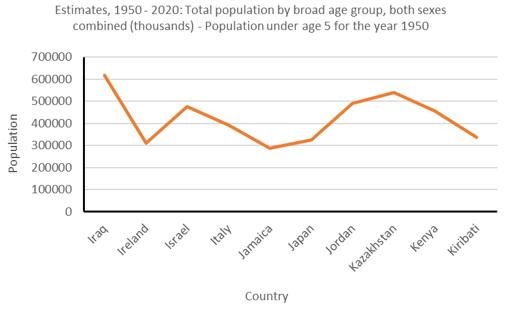 Estimates, 1950 - 2020: Total population by broad age group, both sexes
combined (thousands) - Population under age 5 for the year 1950
Population
700000
600000
500000
400000
300000
200000
100000
0
Iraq
Ireland
Israel
Italy
Jamaica
Japan
Jordan
Kazakhstan
Kenya
Kiribati
Country